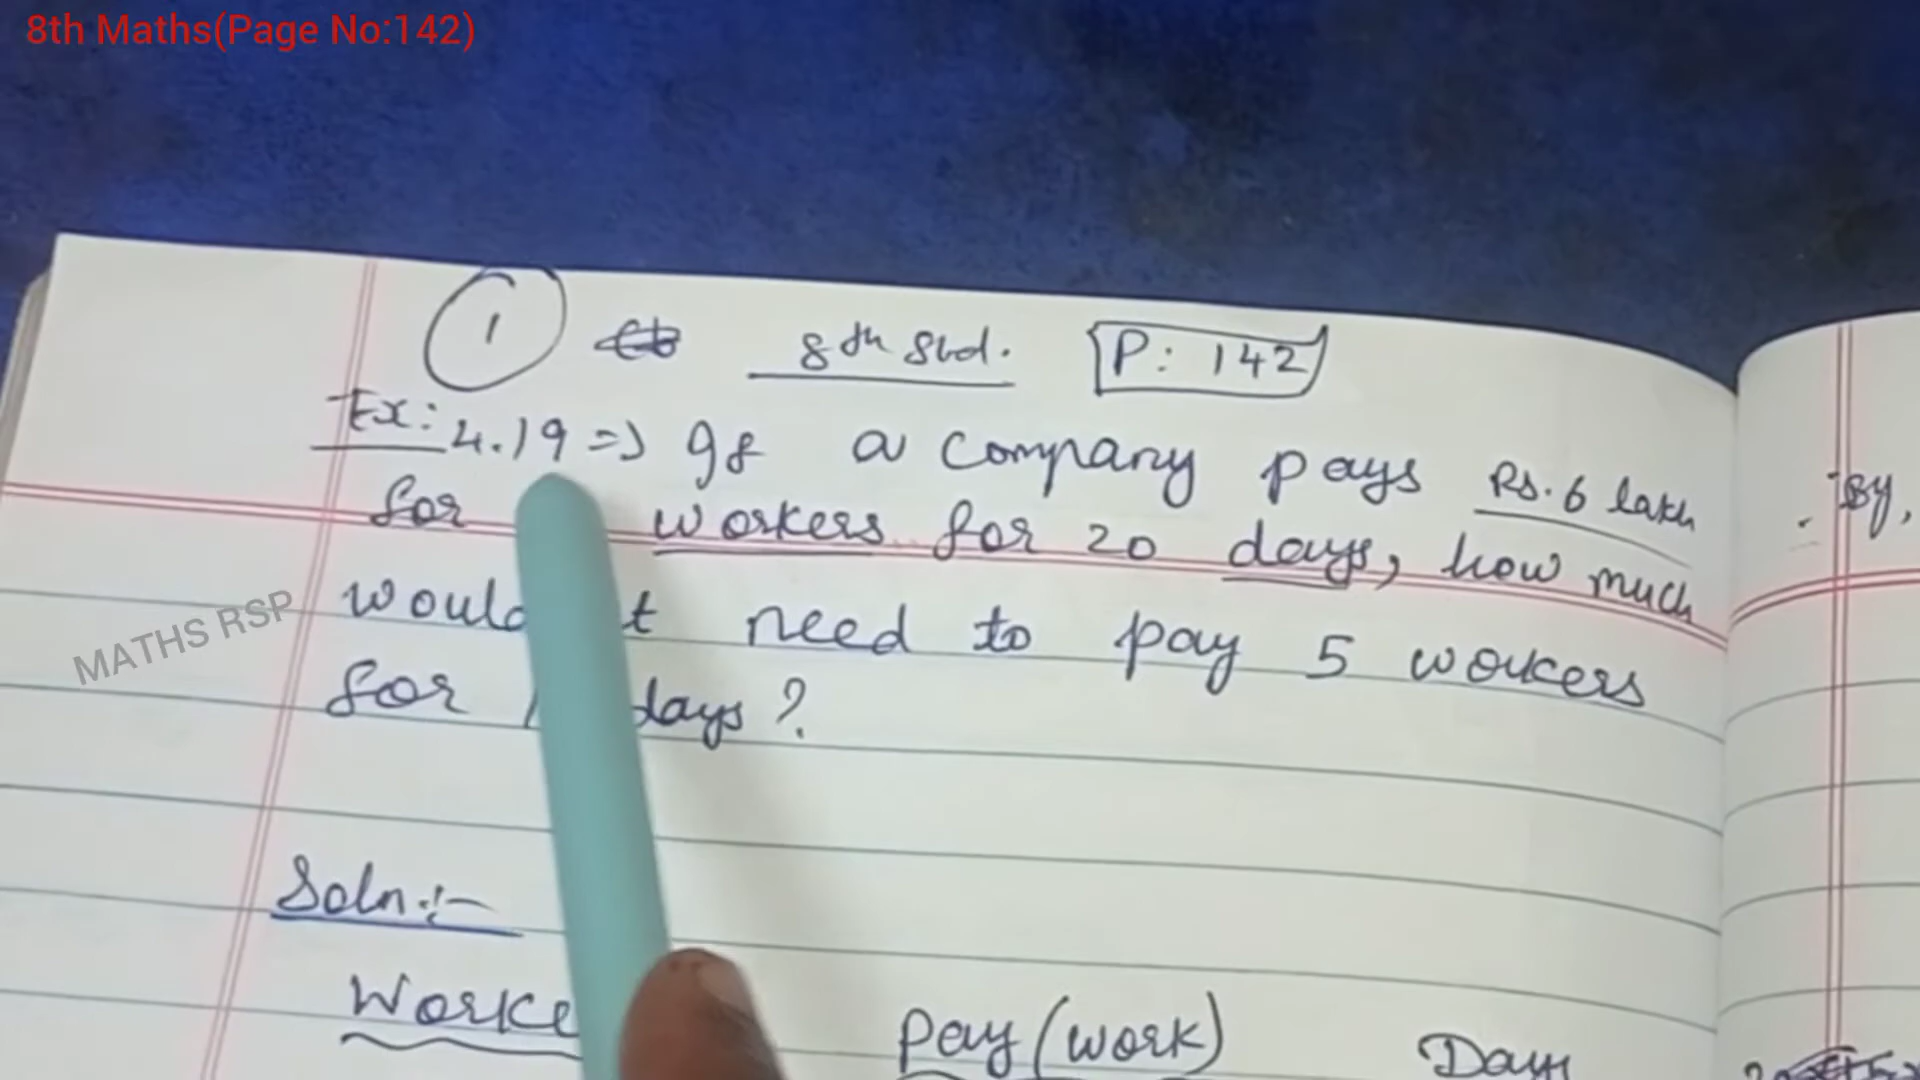 8th Maths(Page No:142)
1 8th Std. P: 142
Ex: 4.19 => If a company pays Rs. 6 lakh
for workers for 20 days, how much
would need to pay 5 workers
for days?
Soln:-
Pay (work) Days
By,
MATHS RSP